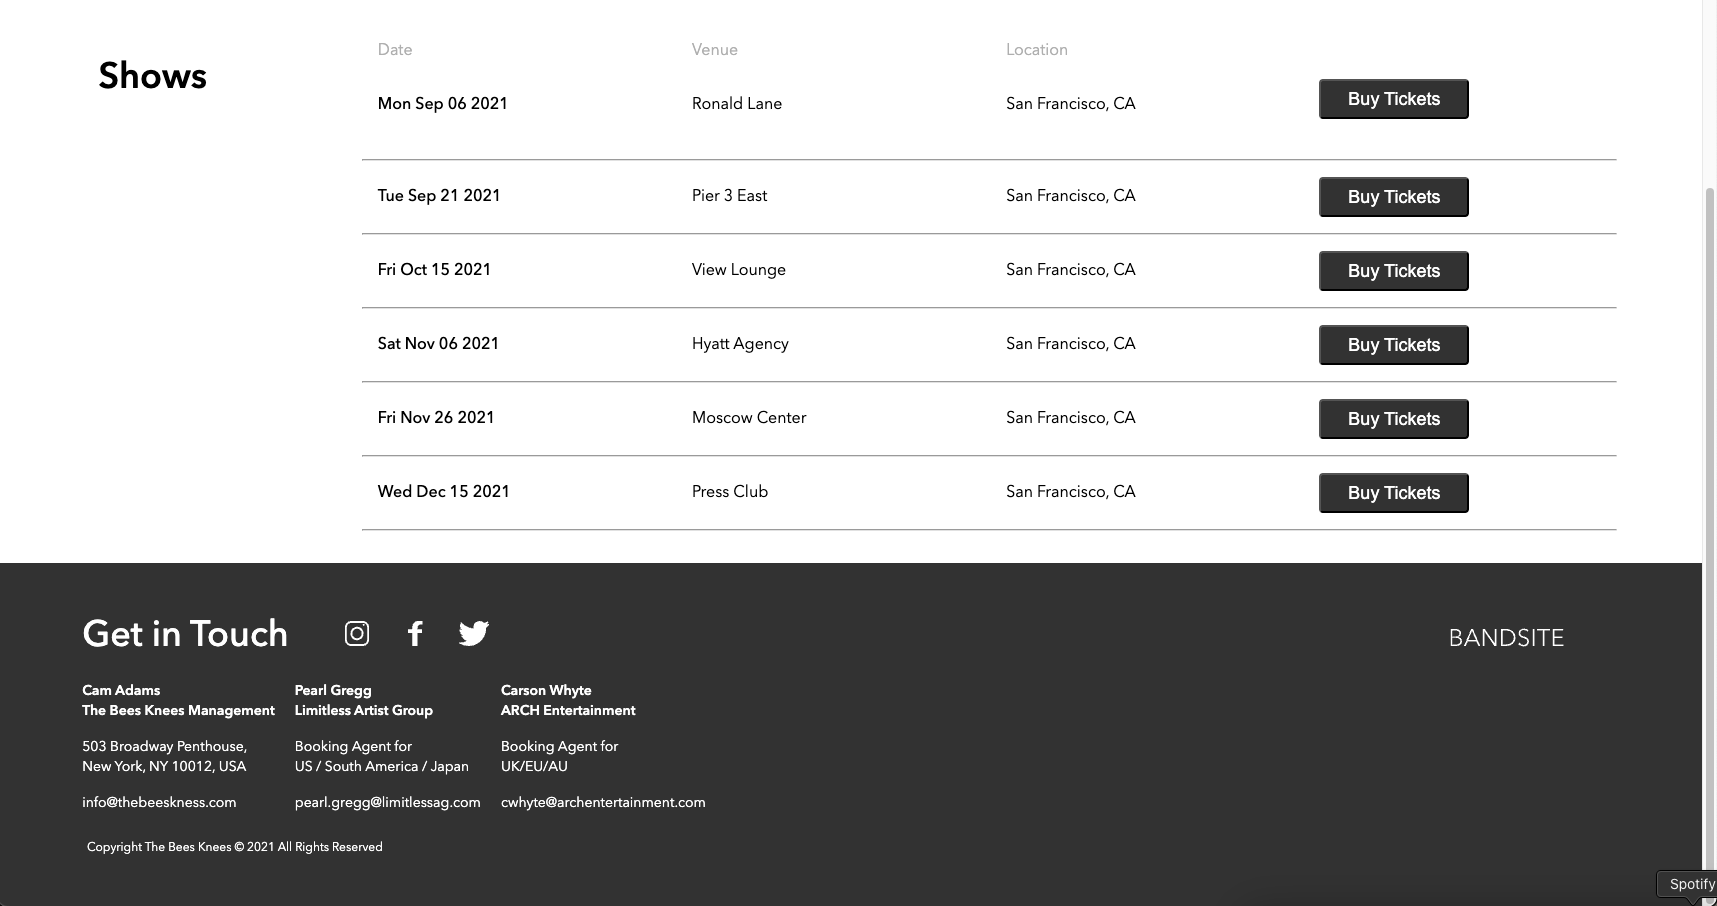 Shows
Date Venue Location
Mon Sep 06 2021 Ronald Lane San Francisco, CA Buy Tickets
Tue Sep 21 2021 Pier 3 East San Francisco, CA Buy Tickets
Fri Oct 15 2021 View Lounge San Francisco, CA Buy Tickets
Sat Nov 06 2021 Hyatt Agency San Francisco, CA Buy Tickets
Fri Nov 26 2021 Moscow Center San Francisco, CA Buy Tickets
Wed Dec 15 2021 Press Club San Francisco, CA Buy Tickets
Get in Touch
BANDSITE
Cam Adams
The Bees Knees Management
503 Broadway Penthouse,
New York, NY 10012, USA
info@thebeeskness.com
Pearl Gregg
Limitless Artist Group
Booking Agent for
US / South America / Japan
pearl.gregg@limitlessag.com
Carson Whyte
ARCH Entertainment
Booking Agent for
UK/EU/AU
cwhyte@archentertainment.com
Copyright The Bees Knees © 2021 All Rights Reserved
Spotify